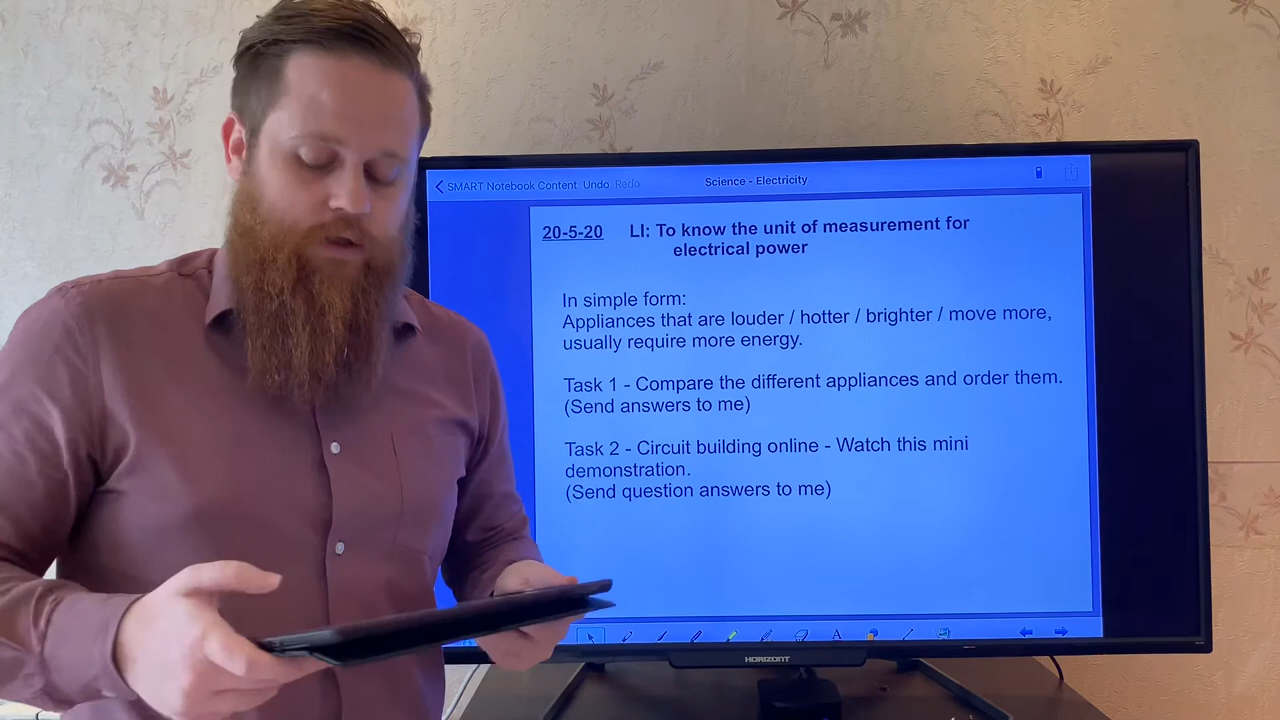 SMART Notebook Content Undo Redo
Science - Electricity
20-5-20 LI: To know the unit of measurement for
electrical power
In simple form:
Appliances that are louder / hotter / brighter / move more,
usually require more energy.
Task 1 - Compare the different appliances and order them.
(Send answers to me)
Task 2 - Circuit building online - Watch this mini
demonstration.
(Send question answers to me)
A
HORIZONT